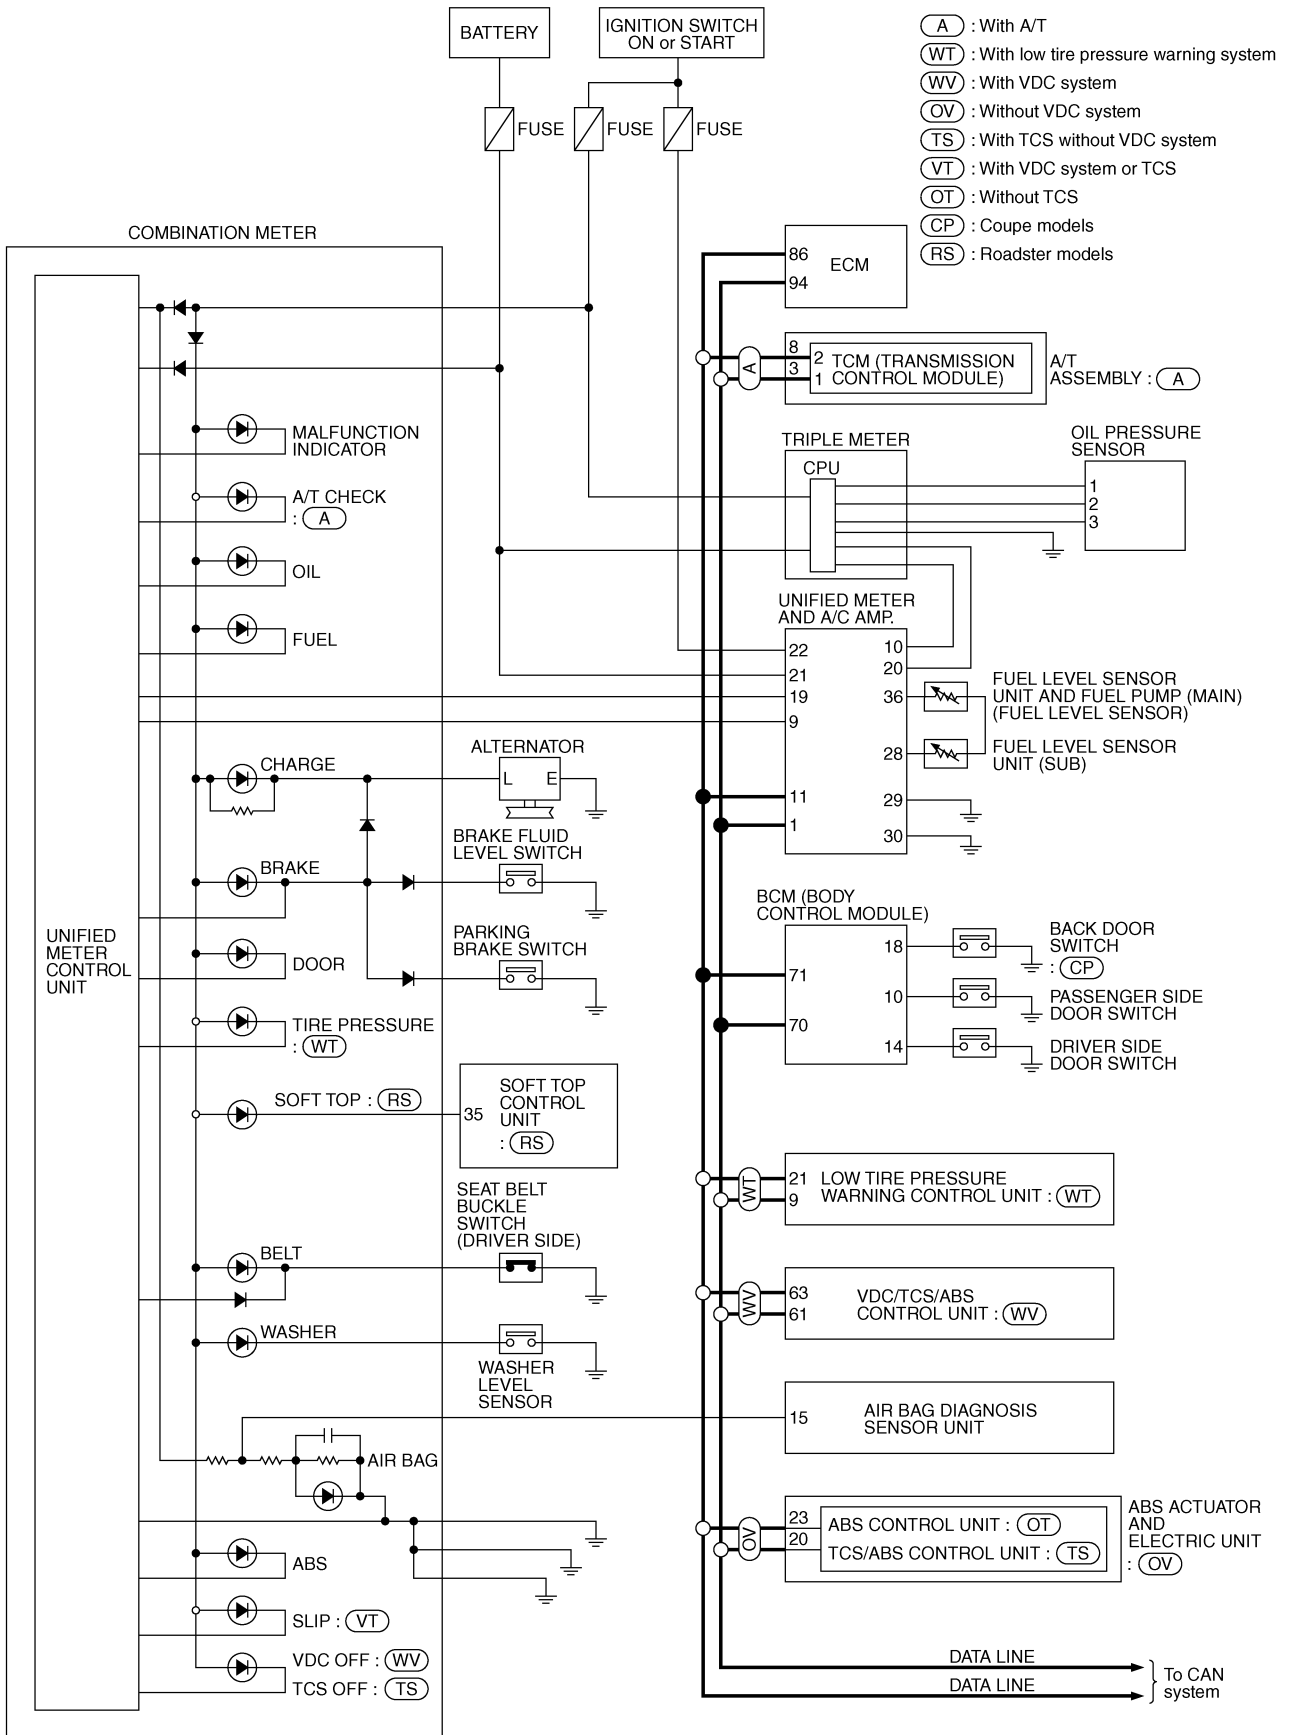 BATTERY
IGNITION SWITCH
ON or START
FUSE
FUSE
FUSE
A : With A/T
WT : With low tire pressure warning system
WV : With VDC system
OV : Without VDC system
TS : With TCS without VDC system
VT : With VDC system or TCS
OT : Without TCS
CP : Coupe models
RS : Roadster models
COMBINATION METER
UNIFIED
METER
CONTROL
UNIT
MALFUNCTION
INDICATOR
A/T CHECK
: A
OIL
FUEL
CHARGE
BRAKE
DOOR
TIRE PRESSURE
: WT
SOFT TOP : RS
BELT
WASHER
AIR BAG
ABS
SLIP : VT
VDC OFF : WV
TCS OFF : TS
ALTERNATOR
L E
BRAKE FLUID
LEVEL SWITCH
PARKING
BRAKE SWITCH
35
SOFT TOP
CONTROL
UNIT
: RS
SEAT BELT
BUCKLE
SWITCH
(DRIVER SIDE)
WASHER
LEVEL
SENSOR
86
94
ECM
A
8
3
2
1
TCM (TRANSMISSION
CONTROL MODULE)
A/T
ASSEMBLY : A
TRIPLE METER
CPU
OIL PRESSURE
SENSOR
1
2
3
UNIFIED METER
AND A/C AMP.
22
21
19
9
11
1
10
20
36
28
29
30
FUEL LEVEL SENSOR
UNIT AND FUEL PUMP (MAIN)
(FUEL LEVEL SENSOR)
FUEL LEVEL SENSOR
UNIT (SUB)
BCM (BODY
CONTROL MODULE)
71
70
18
10
14
BACK DOOR
SWITCH
: CP
PASSENGER SIDE
DOOR SWITCH
DRIVER SIDE
DOOR SWITCH
WT
21
9
LOW TIRE PRESSURE
WARNING CONTROL UNIT : WT
WV
63
61
VDC/TCS/ABS
CONTROL UNIT : WV
15
AIR BAG DIAGNOSIS
SENSOR UNIT
OV
23
20
ABS CONTROL UNIT : OT
TCS/ABS CONTROL UNIT : TS
ABS ACTUATOR
AND
ELECTRIC UNIT
: OV
DATA LINE
DATA LINE
To CAN
system